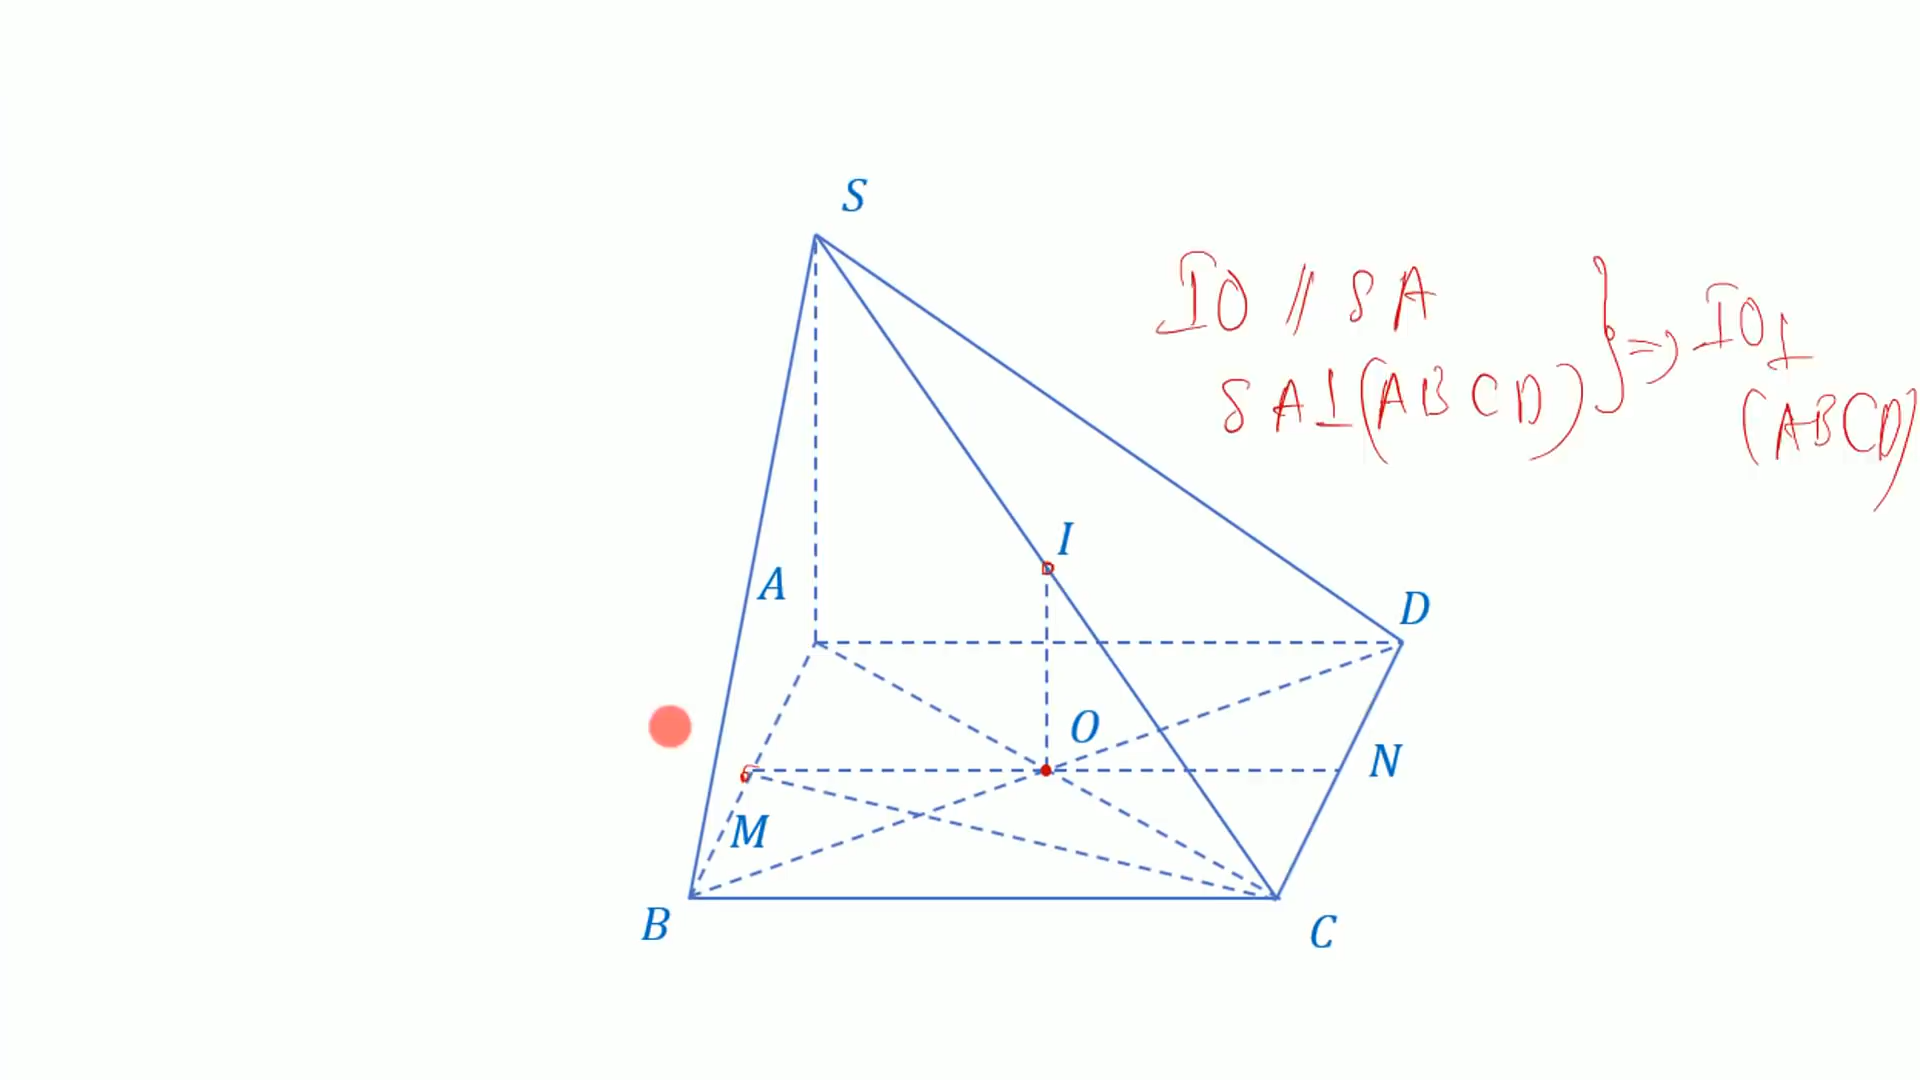 S
IO // SA
} => IO ⊥
SA ⊥ (ABCD)
(ABCD)
I
A
D
O
N
M
B
C